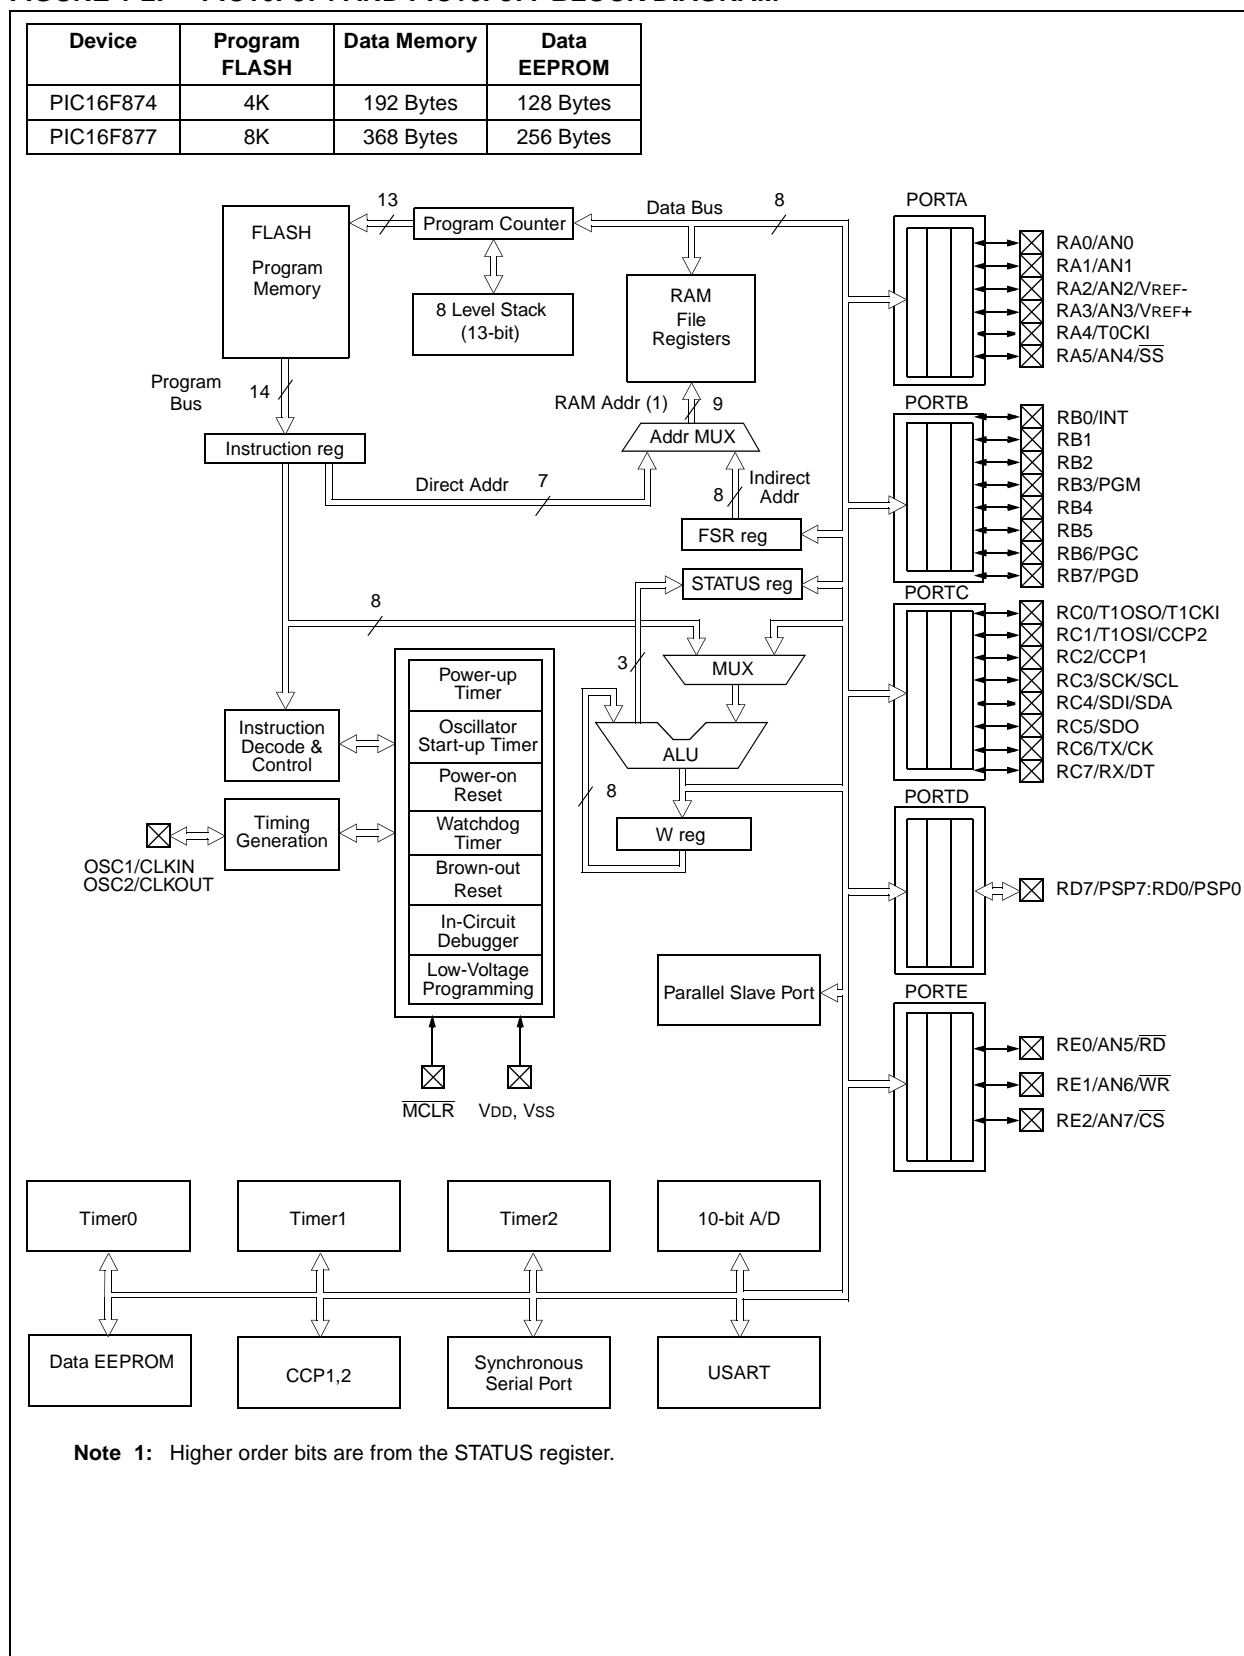 Device
Program FLASH
Data Memory
Data EEPROM
PIC16F874
4K
192 Bytes
128 Bytes
PIC16F877
8K
368 Bytes
256 Bytes
FLASH
Program
Memory
13
Program Counter
Data Bus
8
8 Level Stack
(13-bit)
RAM
File
Registers
Program
Bus
14
RAM Addr (1)
9
Addr MUX
Instruction reg
Direct Addr
7
8
Indirect
Addr
FSR reg
STATUS reg
8
3
MUX
ALU
8
W reg
Power-up
Timer
Oscillator
Start-up Timer
Power-on
Reset
Watchdog
Timer
Brown-out
Reset
In-Circuit
Debugger
Low-Voltage
Programming
Instruction
Decode &
Control
Timing
Generation
OSC1/CLKIN
OSC2/CLKOUT
MCLR
VDD, VSS
Parallel Slave Port
PORTA
RA0/AN0
RA1/AN1
RA2/AN2/VREF-
RA3/AN3/VREF+
RA4/T0CKI
RA5/AN4/SS
PORTB
RB0/INT
RB1
RB2
RB3/PGM
RB4
RB5
RB6/PGC
RB7/PGD
PORTC
RC0/T1OSO/T1CKI
RC1/T1OSI/CCP2
RC2/CCP1
RC3/SCK/SCL
RC4/SDI/SDA
RC5/SDO
RC6/TX/CK
RC7/RX/DT
PORTD
RD7/PSP7:RD0/PSP0
PORTE
RE0/AN5/RD
RE1/AN6/WR
RE2/AN7/CS
Timer0
Timer1
Timer2
10-bit A/D
Data EEPROM
CCP1,2
Synchronous
Serial Port
USART
Note 1: Higher order bits are from the STATUS register.